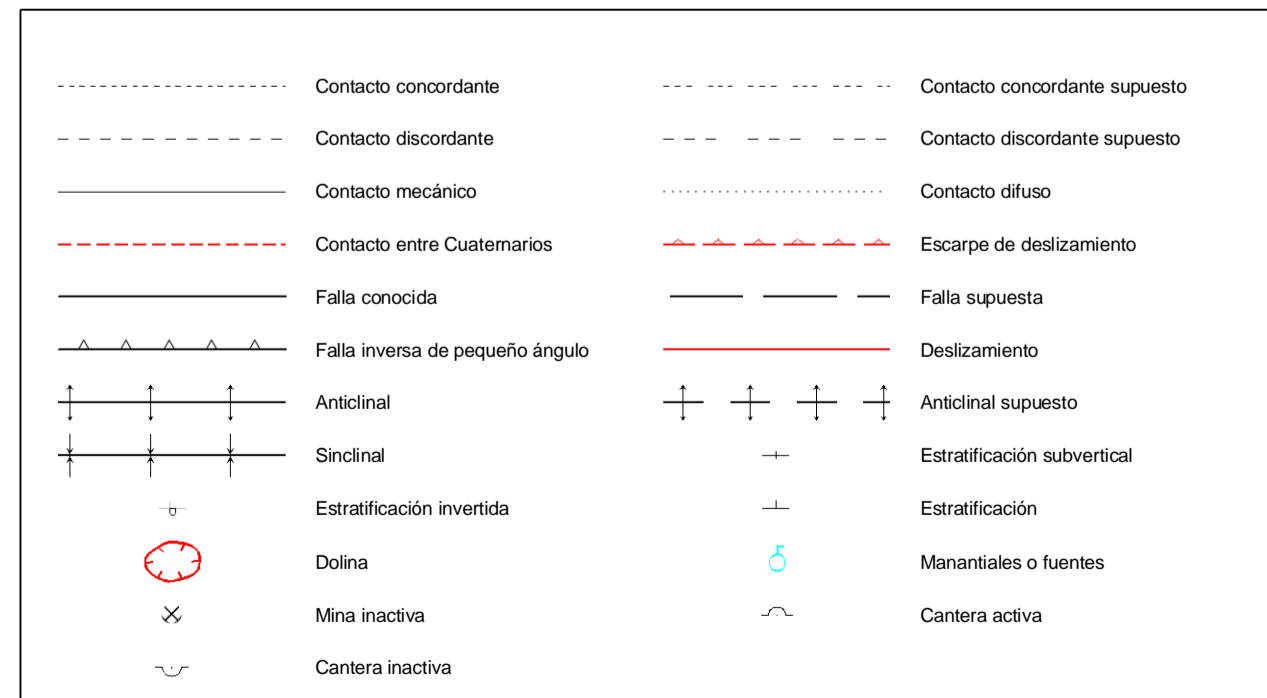 Contacto concordante
Contacto concordante supuesto
Contacto discordante
Contacto discordante supuesto
Contacto mecánico
Contacto difuso
Contacto entre Cuaternarios
Escarpe de deslizamiento
Falla conocida
Falla supuesta
Falla inversa de pequeño ángulo
Deslizamiento
Anticlinal
Anticlinal supuesto
Sinclinal
Estratificación subvertical
Estratificación invertida
Estratificación
Dolina
Manantiales o fuentes
Mina inactiva
Cantera activa
Cantera inactiva